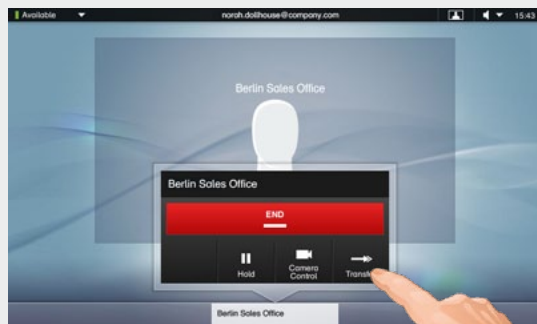 Available norah.dollhouse@company.com 15:43
Berlin Sales Office
Berlin Sales Office
END
Hold Camera Control Transfer
Berlin Sales Office